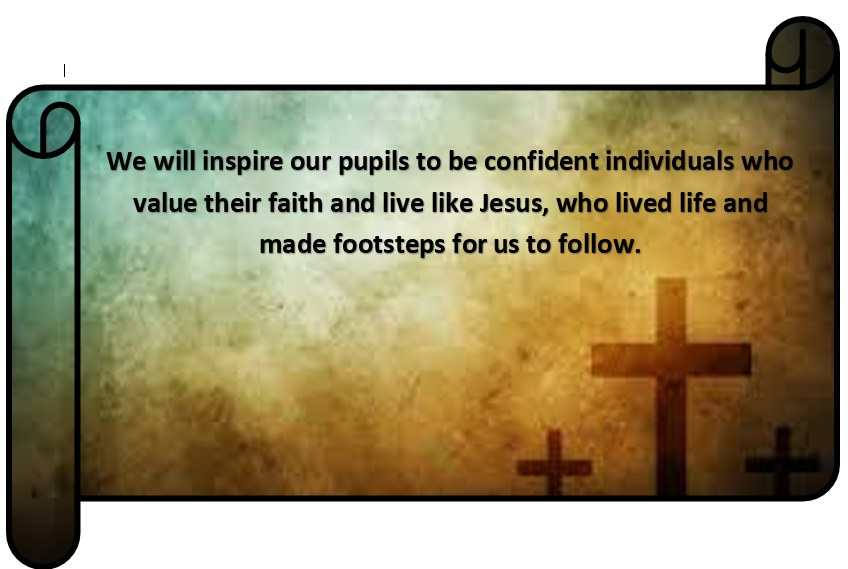 We will inspire our pupils to be confident individuals who
value their faith and live like Jesus, who lived life and
made footsteps for us to follow.